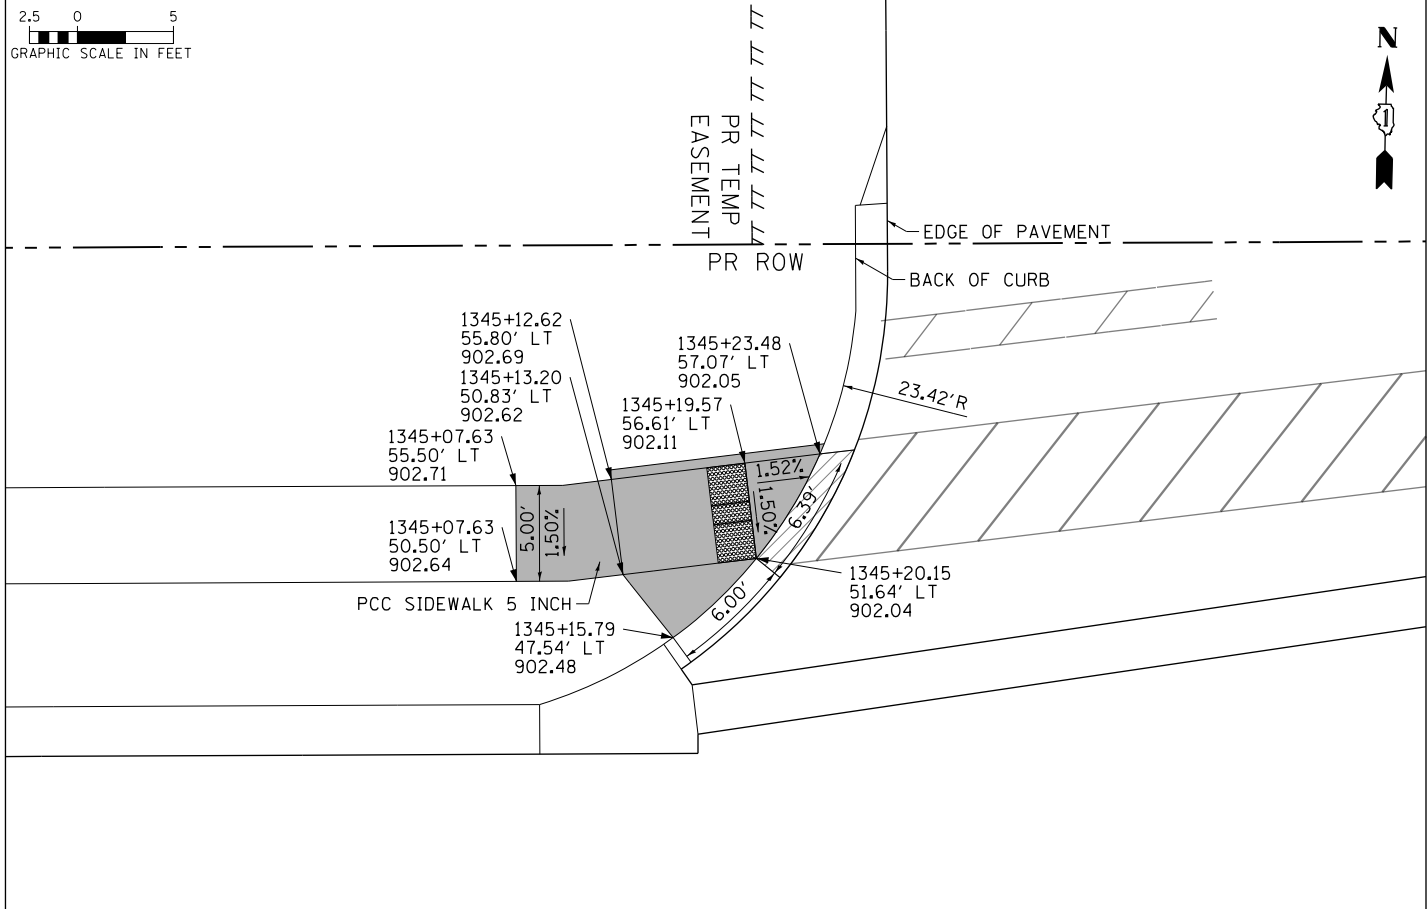 2.5 0 5
GRAPHIC SCALE IN FEET
N
1
PR TEMP
EASEMENT
EDGE OF PAVEMENT
PR ROW
BACK OF CURB
1345+12.62
55.80' LT
902.69
1345+13.20
50.83' LT
902.62
1345+23.48
57.07' LT
902.05
1345+19.57
56.61' LT
902.11
23.42'R
1345+07.63
55.50' LT
902.71
1.52%
1.50%
6.39'
5.00'
1.50%
1345+07.63
50.50' LT
902.64
PCC SIDEWALK 5 INCH
6.00'
1345+20.15
51.64' LT
902.04
1345+15.79
47.54' LT
902.48